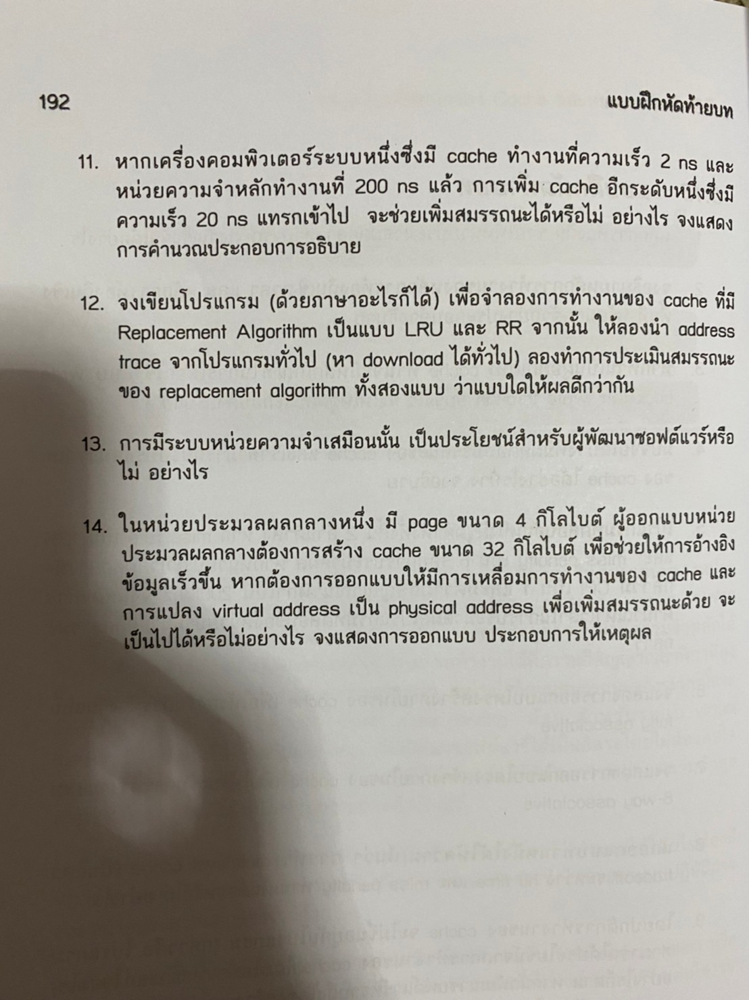 192
แบบฝึกหัดท้ายบท
11. หากเครื่องคอมพิวเตอร์ระบบหนึ่งซึ่งมี cache ทำงานที่ความเร็ว 2 ns และ
หน่วยความจำหลักทำงานที่ 200 ns แล้ว การเพิ่ม cache อีกระดับหนึ่งซึ่งมี
ความเร็ว 20 ns แทรกเข้าไป จะช่วยเพิ่มสมรรถนะได้หรือไม่ อย่างไร จงแสดง
การคำนวณประกอบการอธิบาย
12. จงเขียนโปรแกรม (ด้วยภาษาอะไรก็ได้) เพื่อจำลองการทำงานของ cache ที่มี
Replacement Algorithm เป็นแบบ LRU และ RR จากนั้น ให้ลองนำ address
trace จากโปรแกรมทั่วไป (หา download ได้ทั่วไป) ลองทำการประเมินสมรรถนะ
ของ replacement algorithm ทั้งสองแบบ ว่าแบบใดให้ผลดีกว่ากัน
13. การมีระบบหน่วยความจำเสมือนนั้น เป็นประโยชน์สำหรับผู้พัฒนาซอฟต์แวร์หรือ
ไม่ อย่างไร
14. ในหน่วยประมวลผลกลางหนึ่ง มี page ขนาด 4 กิโลไบต์ ผู้ออกแบบหน่วย
ประมวลผลกลางต้องการสร้าง cache ขนาด 32 กิโลไบต์ เพื่อช่วยให้การอ้างอิง
ข้อมูลเร็วขึ้น หากต้องการออกแบบให้มีการเหลื่อมการทำงานของ cache และ
การแปลง virtual address เป็น physical address เพื่อเพิ่มสมรรถนะด้วย จะ
เป็นไปได้หรือไม่อย่างไร จงแสดงการออกแบบ ประกอบการให้เหตุผล